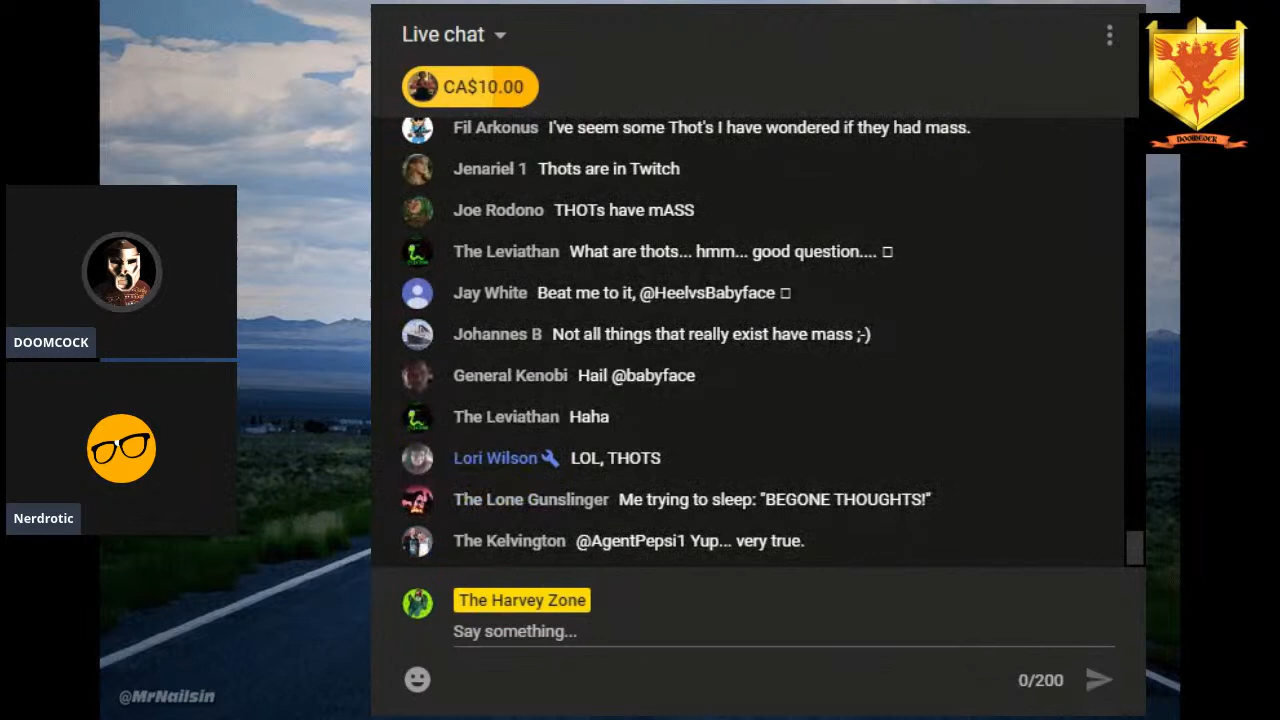 Live chat
CA$10.00
Fil Arkonus I've seem some Thot's I have wondered if they had mass.
Jenariel 1 Thots are in Twitch
Joe Rodono THOTs have mASS
The Leviathan What are thots... hmm... good question....
Jay White Beat me to it, @HeelvsBabyface
Johannes B Not all things that really exist have mass ;-)
General Kenobi Hail @babyface
The Leviathan Haha
Lori Wilson LOL, THOTS
The Lone Gunslinger Me trying to sleep: "BEGONE THOUGHTS!"
The Kelvington @AgentPepsi1 Yup... very true.
The Harvey Zone
Say something...
0/200
DOOMCOCK
Nerdrotic
@MrNailsin
DOOMCOCK